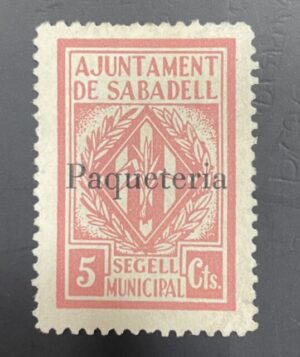 AJUNTAMENT
DE SABADELL
Paqueteria
5 SEGELL Cts.
MUNICIPAL